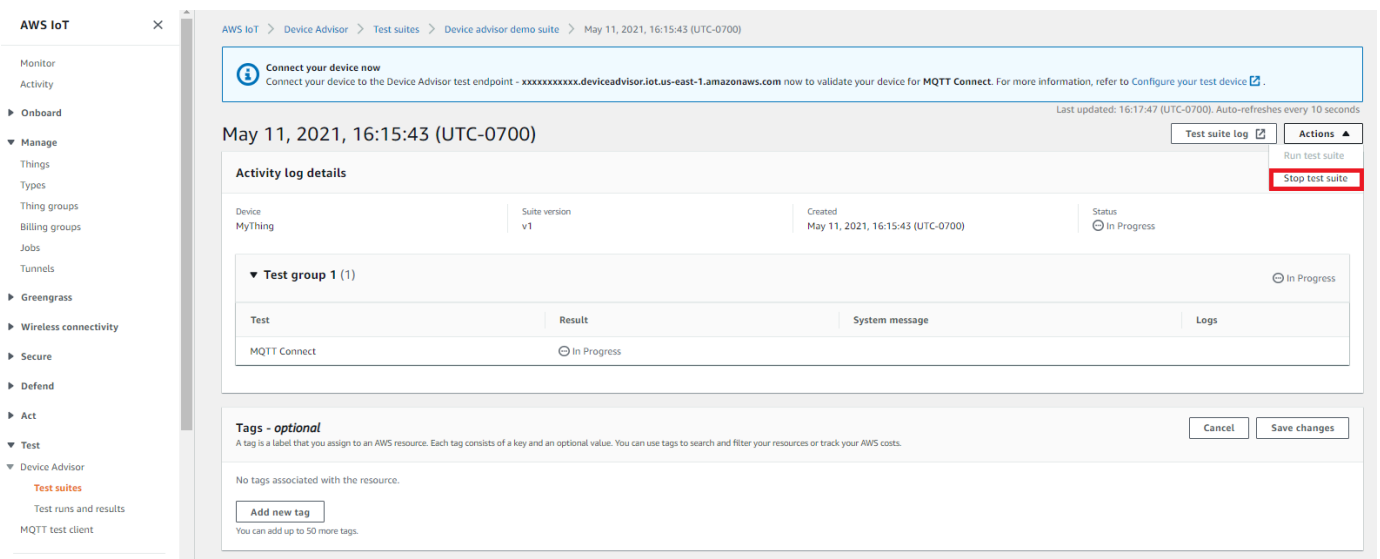 AWS IoT
Monitor
Activity
Onboard
Manage
Things
Types
Thing groups
Billing groups
Jobs
Tunnels
Greengrass
Wireless connectivity
Secure
Defend
Act
Test
Device Advisor
Test suites
Test runs and results
MQTT test client
AWS IoT > Device Advisor > Test suites > Device advisor demo suite > May 11, 2021, 16:15:43 (UTC-0700)
Connect your device now
Connect your device to the Device Advisor test endpoint - xxxxxxxxxxx.deviceadvisor.iot.us-east-1.amazonaws.com now to validate your device for MQTT Connect. For more information, refer to Configure your test device .
Last updated: 16:17:47 (UTC-0700). Auto-refreshes every 10 seconds
May 11, 2021, 16:15:43 (UTC-0700)
Test suite log
Actions
Run test suite
Stop test suite
Activity log details
Device
MyThing
Suite version
v1
Created
May 11, 2021, 16:15:43 (UTC-0700)
Status
In Progress
Test group 1 (1)
In Progress
Test Result System message Logs
MQTT Connect In Progress
Tags - optional
A tag is a label that you assign to an AWS resource. Each tag consists of a key and an optional value. You can use tags to search and filter your resources or track your AWS costs.
Cancel
Save changes
No tags associated with the resource.
Add new tag
You can add up to 50 more tags.